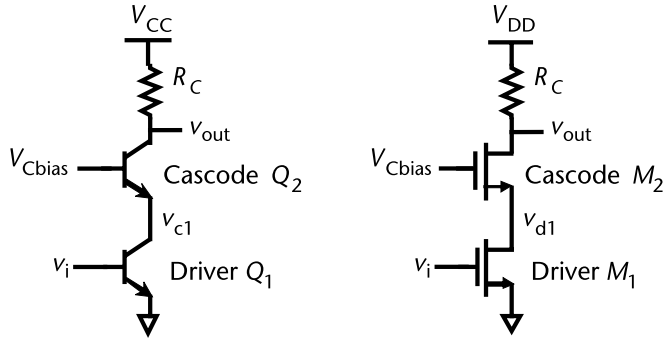 V_CC
R_C
v_out
V_Cbias
Cascode Q_2
v_c1
v_i
Driver Q_1
V_DD
R_C
v_out
V_Cbias
Cascode M_2
v_d1
v_i
Driver M_1